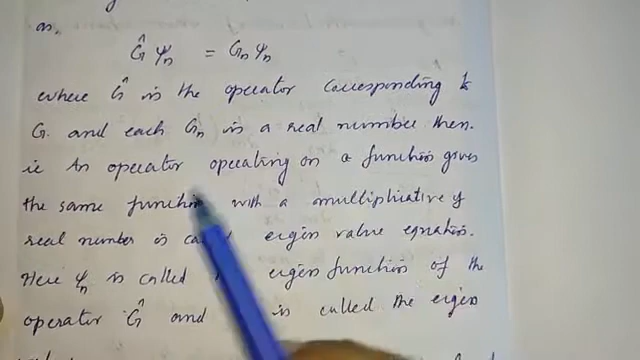 as,
Ĝ ψn = Gn ψn
where Ĝ is the operator corresponding to
G. and each Gn is a real number then.
ie An operator operating on a function gives
the same function with a multiplicative of
real number is eigen value equation.
Here ψn is called eigen function of the
operator Ĝ and is called the eigen